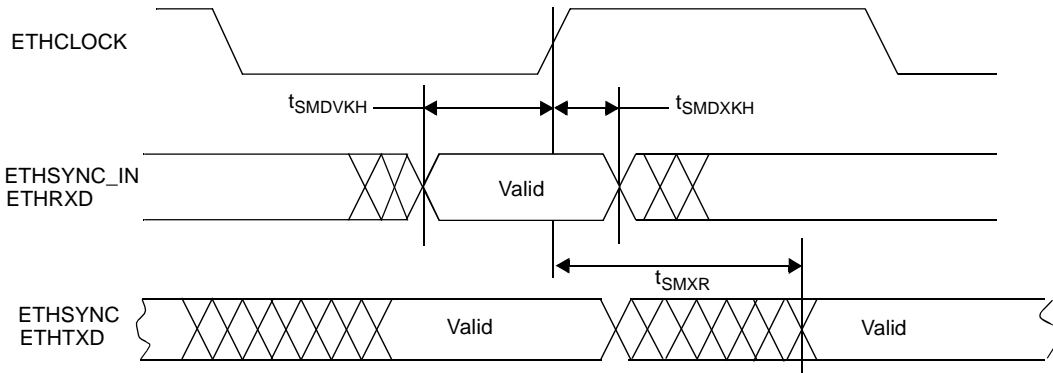 ETHCLOCK
tSMDVKH
tSMDXKH
ETHSYNC_IN
ETHRXD
Valid
tSMXR
ETHSYNC
ETHTXD
Valid
Valid